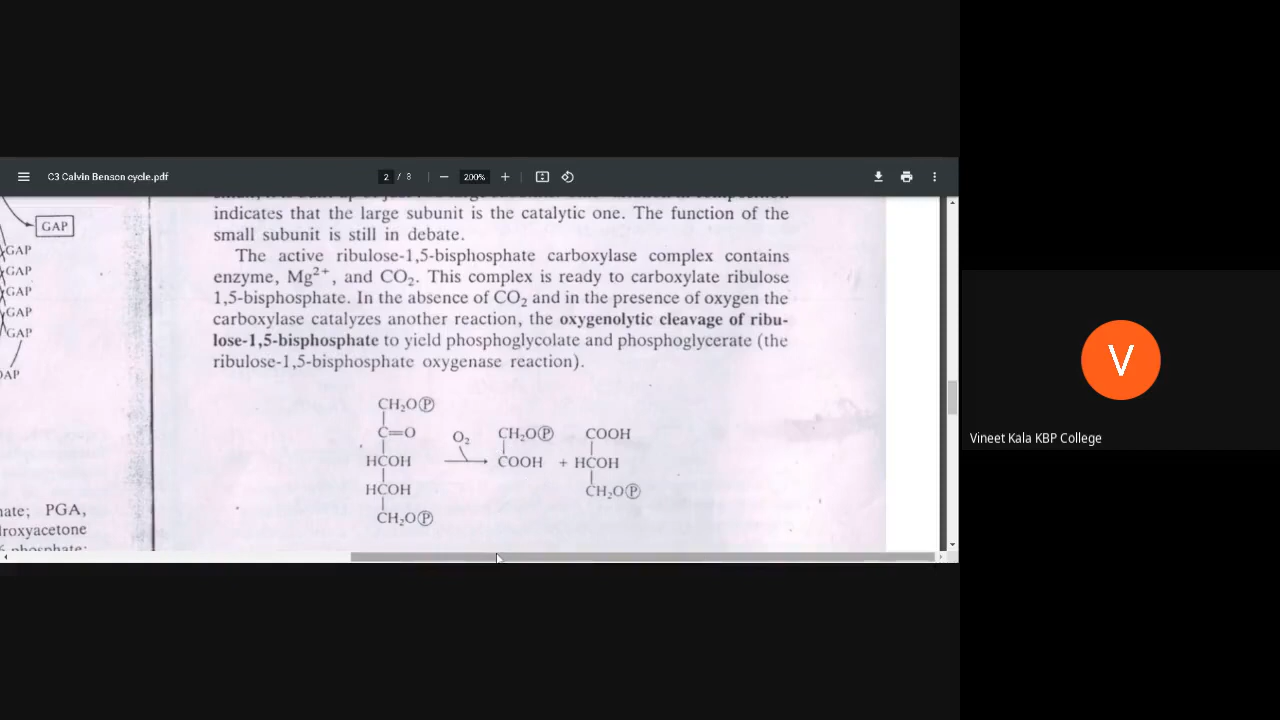 C3 Calvin Benson cycle.pdf
2 / 3
200%
GAP
GAP
GAP
GAP
GAP
GAP
indicates that the large subunit is the catalytic one. The function of the
small subunit is still in debate.
The active ribulose-1,5-bisphosphate carboxylase complex contains
enzyme, Mg²⁺, and CO₂. This complex is ready to carboxylate ribulose
1,5-bisphosphate. In the absence of CO₂ and in the presence of oxygen the
carboxylase catalyzes another reaction, the oxygenolytic cleavage of ribu-
lose-1,5-bisphosphate to yield phosphoglycolate and phosphoglycerate (the
ribulose-1,5-bisphosphate oxygenase reaction).
CH₂OⓅ
C=O
HCOH
HCOH
CH₂OⓅ
O₂
CH₂OⓅ
COOH
+
COOH
HCOH
CH₂OⓅ
PGA,
V
Vineet Kala KBP College